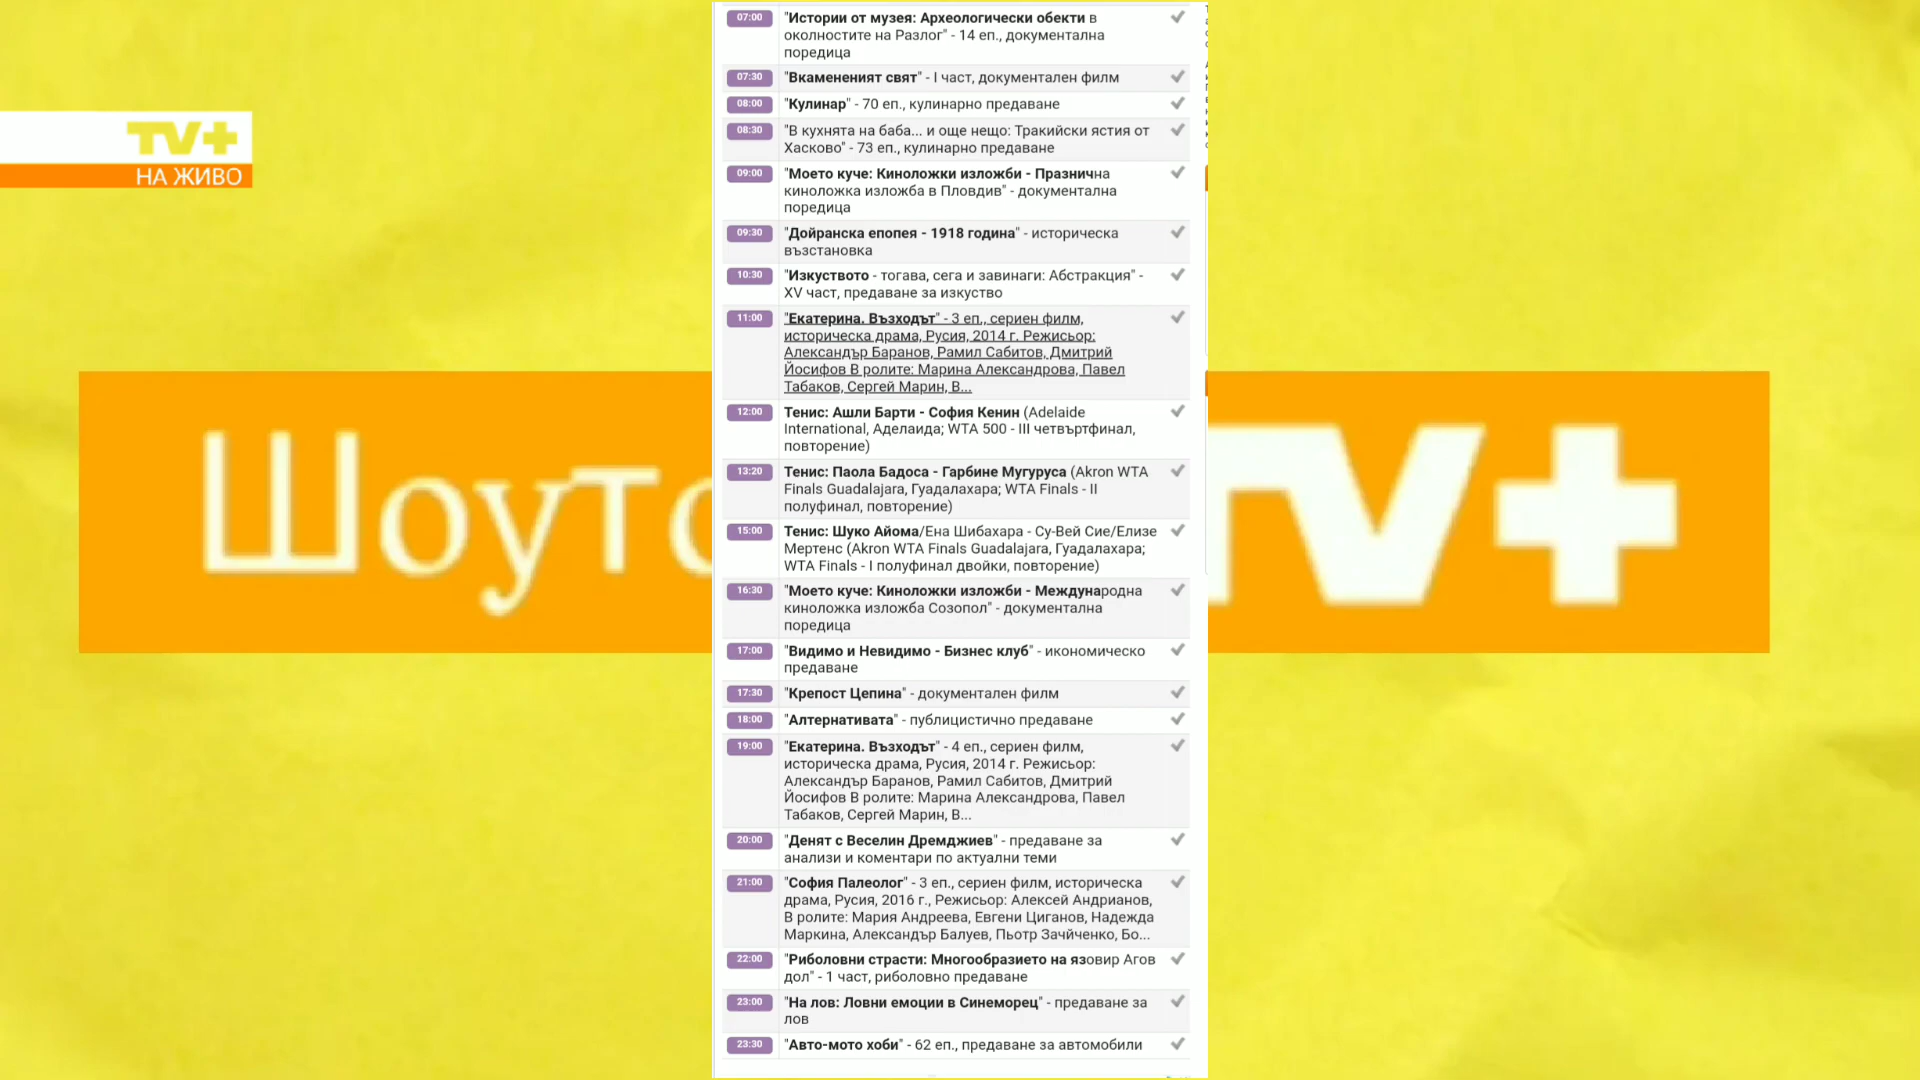 TV+
НА ЖИВО
Шоуто
TV+
07:00 "Истории от музея: Археологически обекти в
околностите на Разлог" - 14 еп., документална
поредица
07:30 "Вкамененият свят" - I част, документален филм
08:00 "Кулинар" - 70 еп., кулинарно предаване
08:30 "В кухнята на баба... и още нещо: Тракийски ястия от
Хасково" - 73 еп., кулинарно предаване
09:00 "Моето куче: Киноложки изложби - Празнична
киноложка изложба в Пловдив" - документална
поредица
09:30 "Дойранска епопея - 1918 година" - историческа
възстановка
10:30 "Изкуството - тогава, сега и завинаги: Абстракция" -
XV част, предаване за изкуство
11:00 "Екатерина. Възходът" - 3 еп., сериен филм,
историческа драма, Русия, 2014 г. Режисьор:
Александър Баранов, Рамил Сабитов, Дмитрий
Йосифов В ролите: Марина Александрова, Павел
Табаков, Сергей Марин, В...
12:00 Тенис: Ашли Барти - София Кенин (Adelaide
International, Аделаида; WTA 500 - III четвъртфинал,
повторение)
13:20 Тенис: Паола Бадоса - Гарбине Мугуруса (Akron WTA
Finals Guadalajara, Гуадалахара; WTA Finals - II
полуфинал, повторение)
15:00 Тенис: Шуко Айома/Ена Шибахара - Су-Вей Сие/Елизе
Мертенс (Akron WTA Finals Guadalajara, Гуадалахара;
WTA Finals - I полуфинал двойки, повторение)
16:30 "Моето куче: Киноложки изложби - Международна
киноложка изложба Созопол" - документална
поредица
17:00 "Видимо и Невидимо - Бизнес клуб" - икономическо
предаване
17:30 "Крепост Цепина" - документален филм
18:00 "Алтернативата" - публицистично предаване
19:00 "Екатерина. Възходът" - 4 еп., сериен филм,
историческа драма, Русия, 2014 г. Режисьор:
Александър Баранов, Рамил Сабитов, Дмитрий
Йосифов В ролите: Марина Александрова, Павел
Табаков, Сергей Марин, В...
20:00 "Денят с Веселин Дремджиев" - предаване за
анализи и коментари по актуални теми
21:00 "София Палеолог" - 3 еп., сериен филм, историческа
драма, Русия, 2016 г., Режисьор: Алексей Андрианов,
В ролите: Мария Андреева, Евгени Циганов, Надежда
Маркина, Александър Балуев, Пьотр Зачйченко, Бо...
22:00 "Риболовни страсти: Многообразието на язовир Агов
дол" - 1 част, риболовно предаване
23:00 "На лов: Ловни емоции в Синеморец" - предаване за
лов
23:30 "Авто-мото хоби" - 62 еп., предаване за автомобили